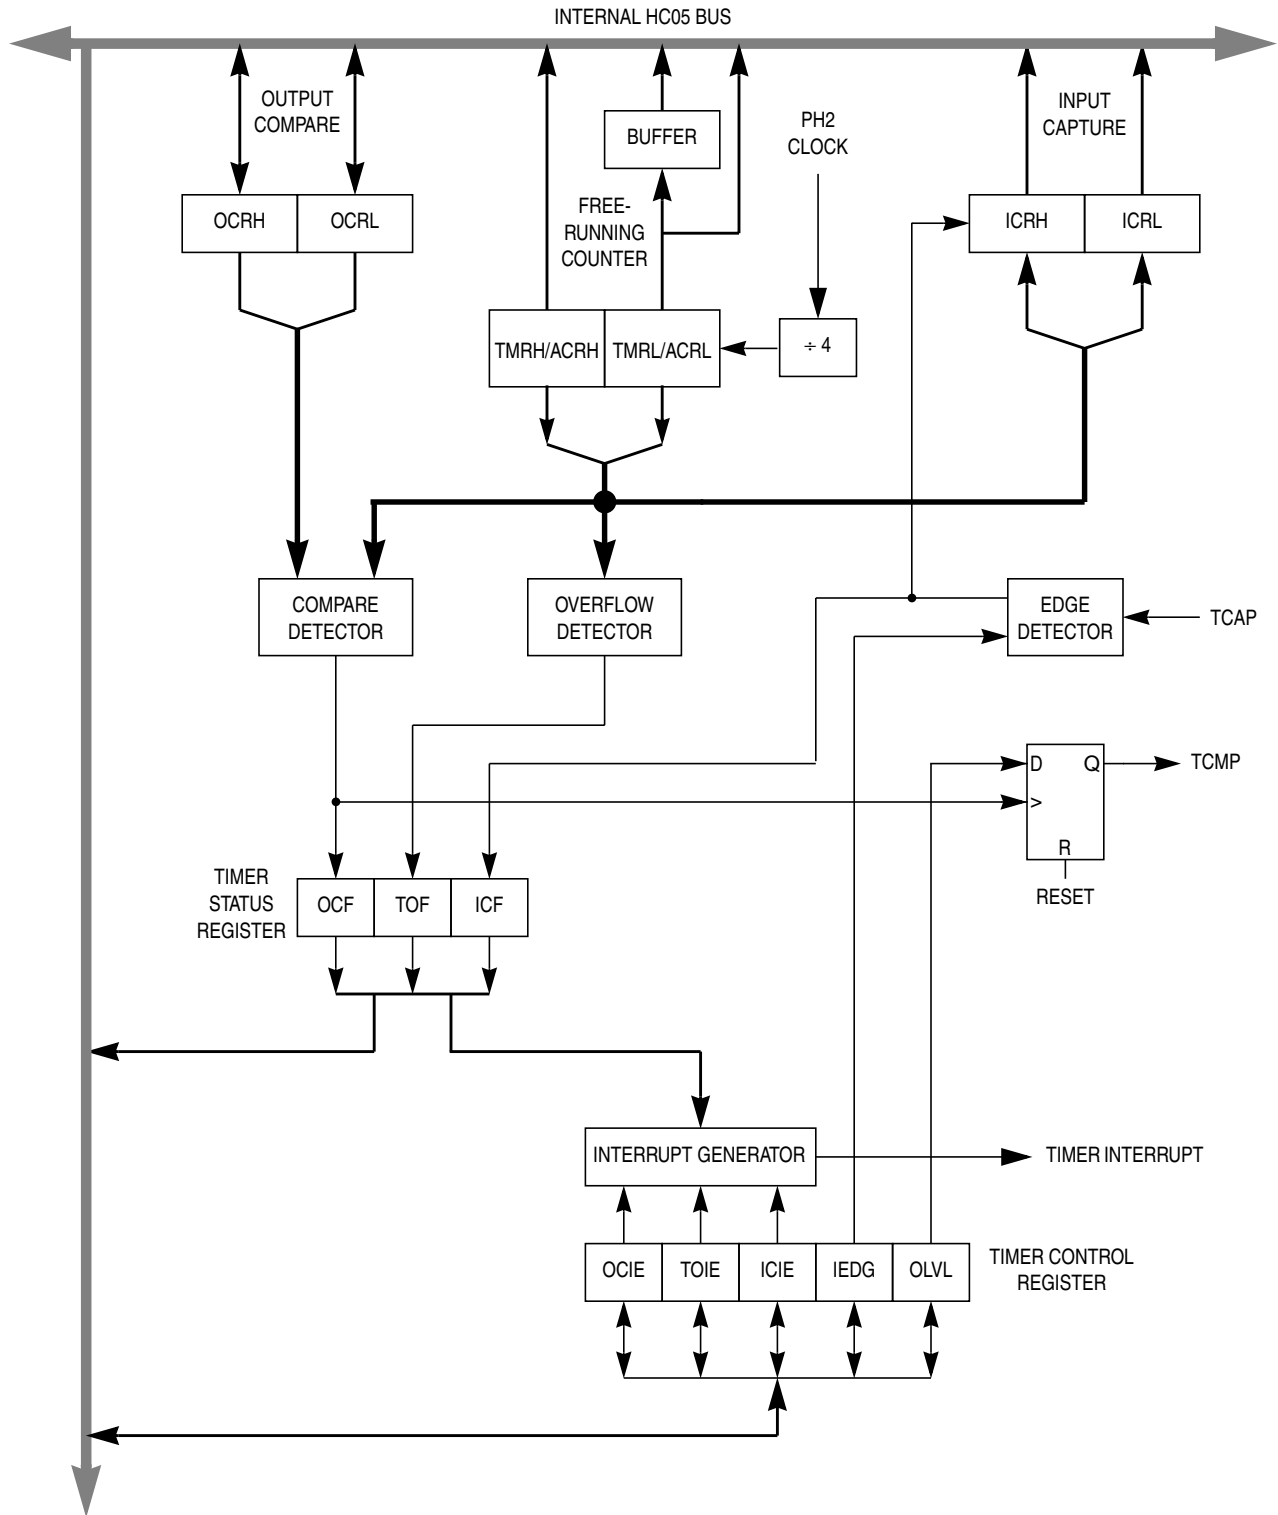 INTERNAL HC05 BUS
OUTPUT
COMPARE
BUFFER
PH2
CLOCK
INPUT
CAPTURE
OCRH
OCRL
FREE-
RUNNING
COUNTER
ICRH
ICRL
TMRH/ACRH
TMRL/ACRL
÷ 4
COMPARE
DETECTOR
OVERFLOW
DETECTOR
EDGE
DETECTOR
TCAP
D
Q
TCMP
>
R
RESET
TIMER
STATUS
REGISTER
OCF
TOF
ICF
INTERRUPT GENERATOR
TIMER INTERRUPT
OCIE
TOIE
ICIE
IEDG
OLVL
TIMER CONTROL
REGISTER